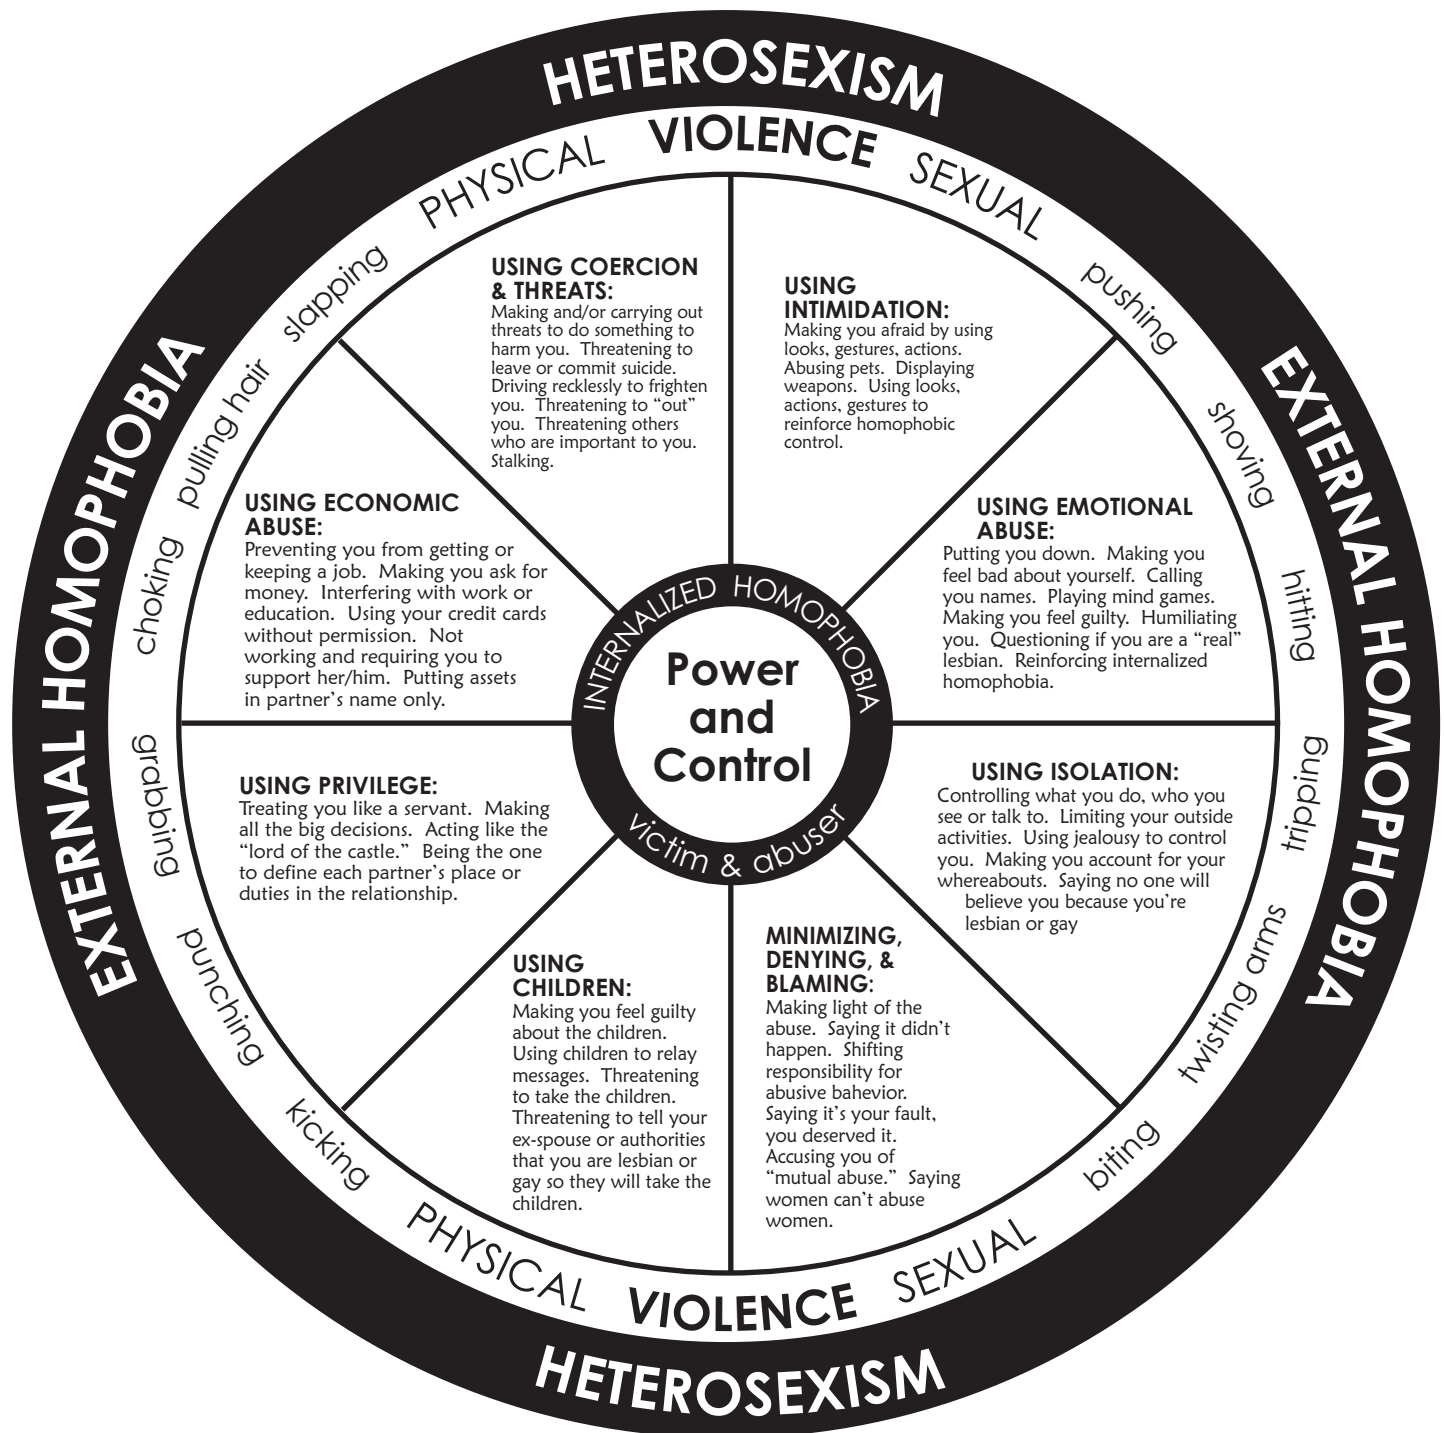 HETEROSEXISM
EXTERNAL HOMOPHOBIA
EXTERNAL HOMOPHOBIA
HETEROSEXISM
PHYSICAL VIOLENCE SEXUAL
pushing
shoving
hitting
tripping
twisting arms
biting
slapping
pulling hair
choking
grabbing
punching
kicking
PHYSICAL VIOLENCE SEXUAL
USING COERCION
& THREATS:
Making and/or carrying out
threats to do something to
harm you. Threatening to
leave or commit suicide.
Driving recklessly to frighten
you. Threatening to “out”
you. Threatening others
who are important to you.
Stalking.
USING
INTIMIDATION:
Making you afraid by using
looks, gestures, actions.
Abusing pets. Displaying
weapons. Using looks,
actions, gestures to
reinforce homophobic
control.
USING EMOTIONAL
ABUSE:
Putting you down. Making you
feel bad about yourself. Calling
you names. Playing mind games.
Making you feel guilty. Humiliating
you. Questioning if you are a “real”
lesbian. Reinforcing internalized
homophobia.
USING ISOLATION:
Controlling what you do, who you
see or talk to. Limiting your outside
activities. Using jealousy to control
you. Making you account for your
whereabouts. Saying no one will
believe you because you’re
lesbian or gay
MINIMIZING,
DENYING, &
BLAMING:
Making light of the
abuse. Saying it didn’t
happen. Shifting
responsibility for
abusive bahevior.
Saying it’s your fault,
you deserved it.
Accusing you of
“mutual abuse.” Saying
women can’t abuse
women.
USING
CHILDREN:
Making you feel guilty
about the children.
Using children to relay
messages. Threatening
to take the children.
Threatening to tell your
ex-spouse or authorities
that you are lesbian or
gay so they will take the
children.
USING PRIVILEGE:
Treating you like a servant. Making
all the big decisions. Acting like the
“lord of the castle.” Being the one
to define each partner’s place or
duties in the relationship.
USING ECONOMIC
ABUSE:
Preventing you from getting or
keeping a job. Making you ask for
money. Interfering with work or
education. Using your credit cards
without permission. Not
working and requiring you to
support her/him. Putting assets
in partner’s name only.
INTERNALIZED HOMOPHOBIA
Power
and
Control
victim & abuser